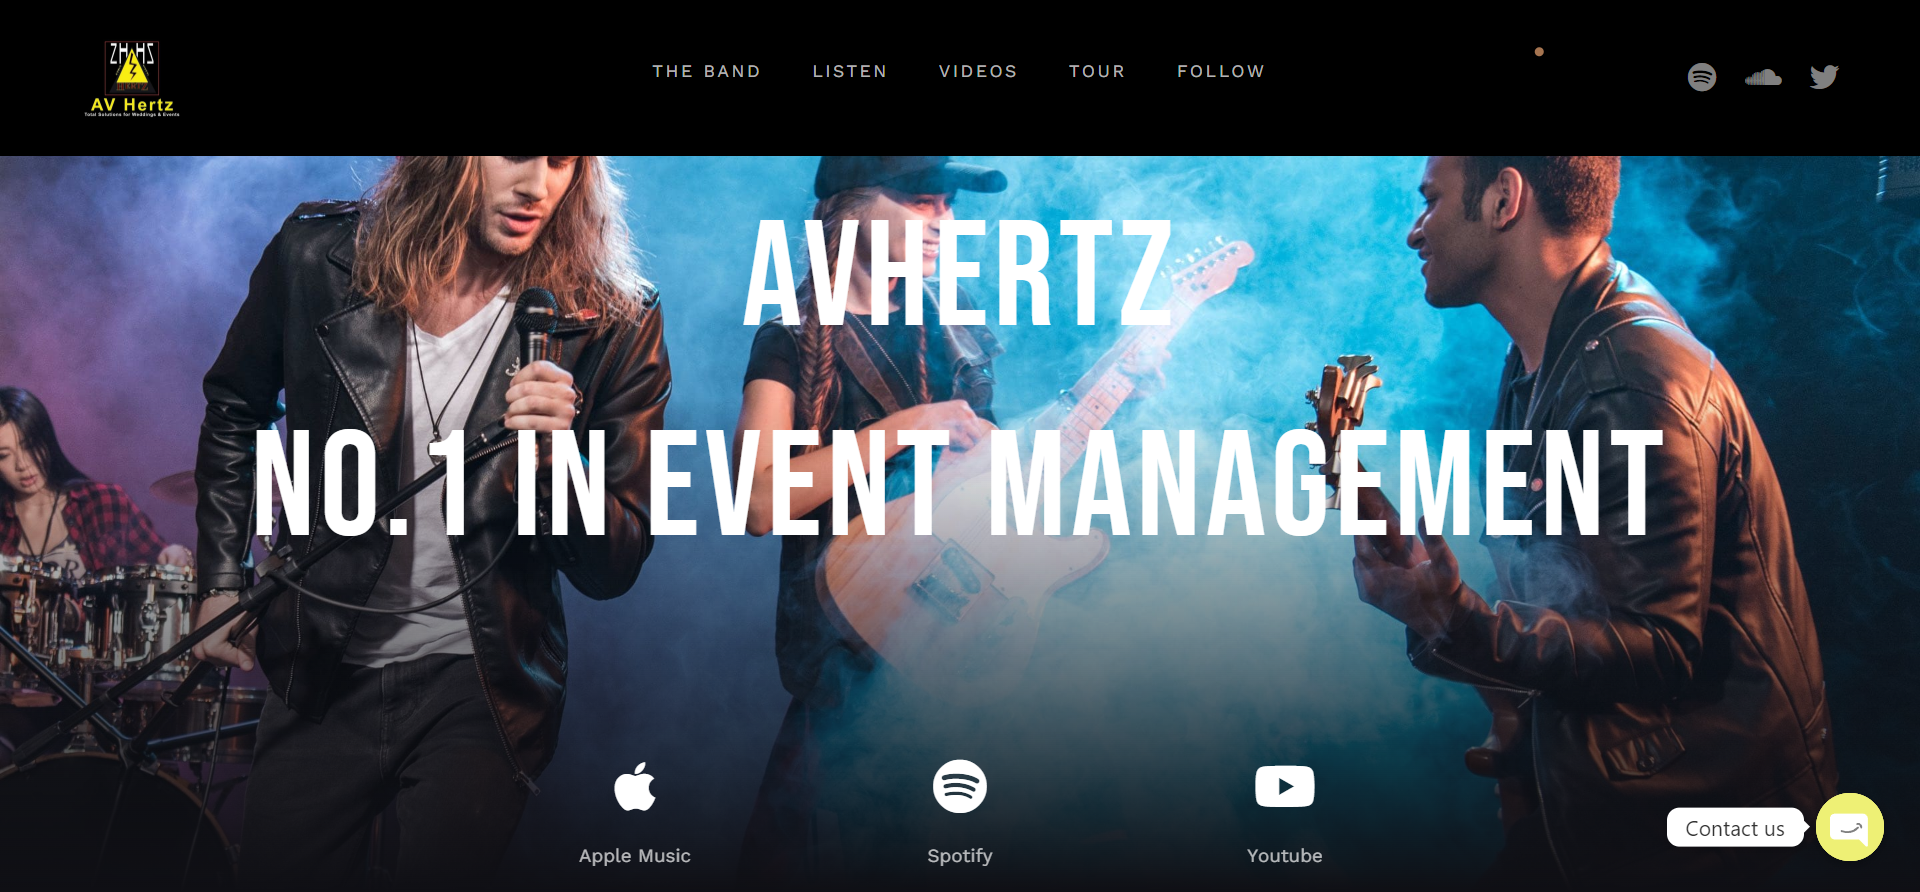 ZHHS
AV Hertz
Total Solutions for Weddings & Events
THE BAND
LISTEN
VIDEOS
TOUR
FOLLOW
AVHERTZ
NO. 1 IN EVENT MANAGEMENT
Apple Music
Spotify
Youtube
Contact us